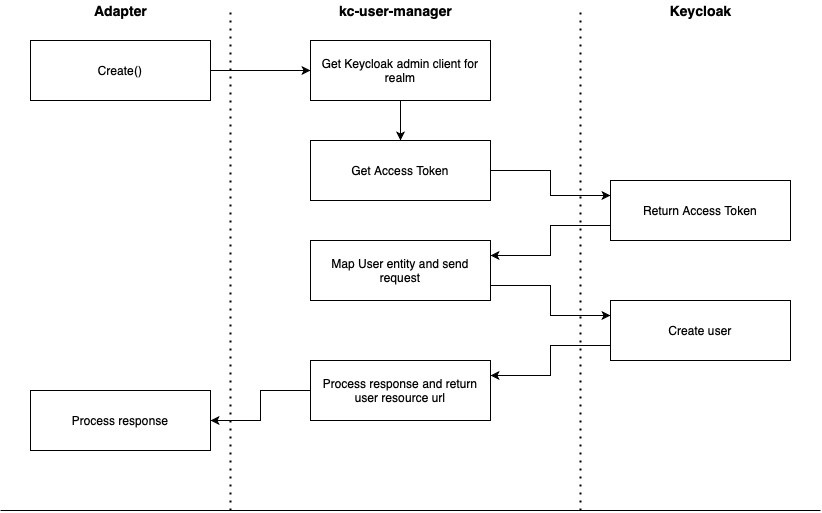 Adapter
kc-user-manager
Keycloak
Create()
Get Keycloak admin client for
realm
Get Access Token
Return Access Token
Map User entity and send
request
Create user
Process response and return
user resource url
Process response